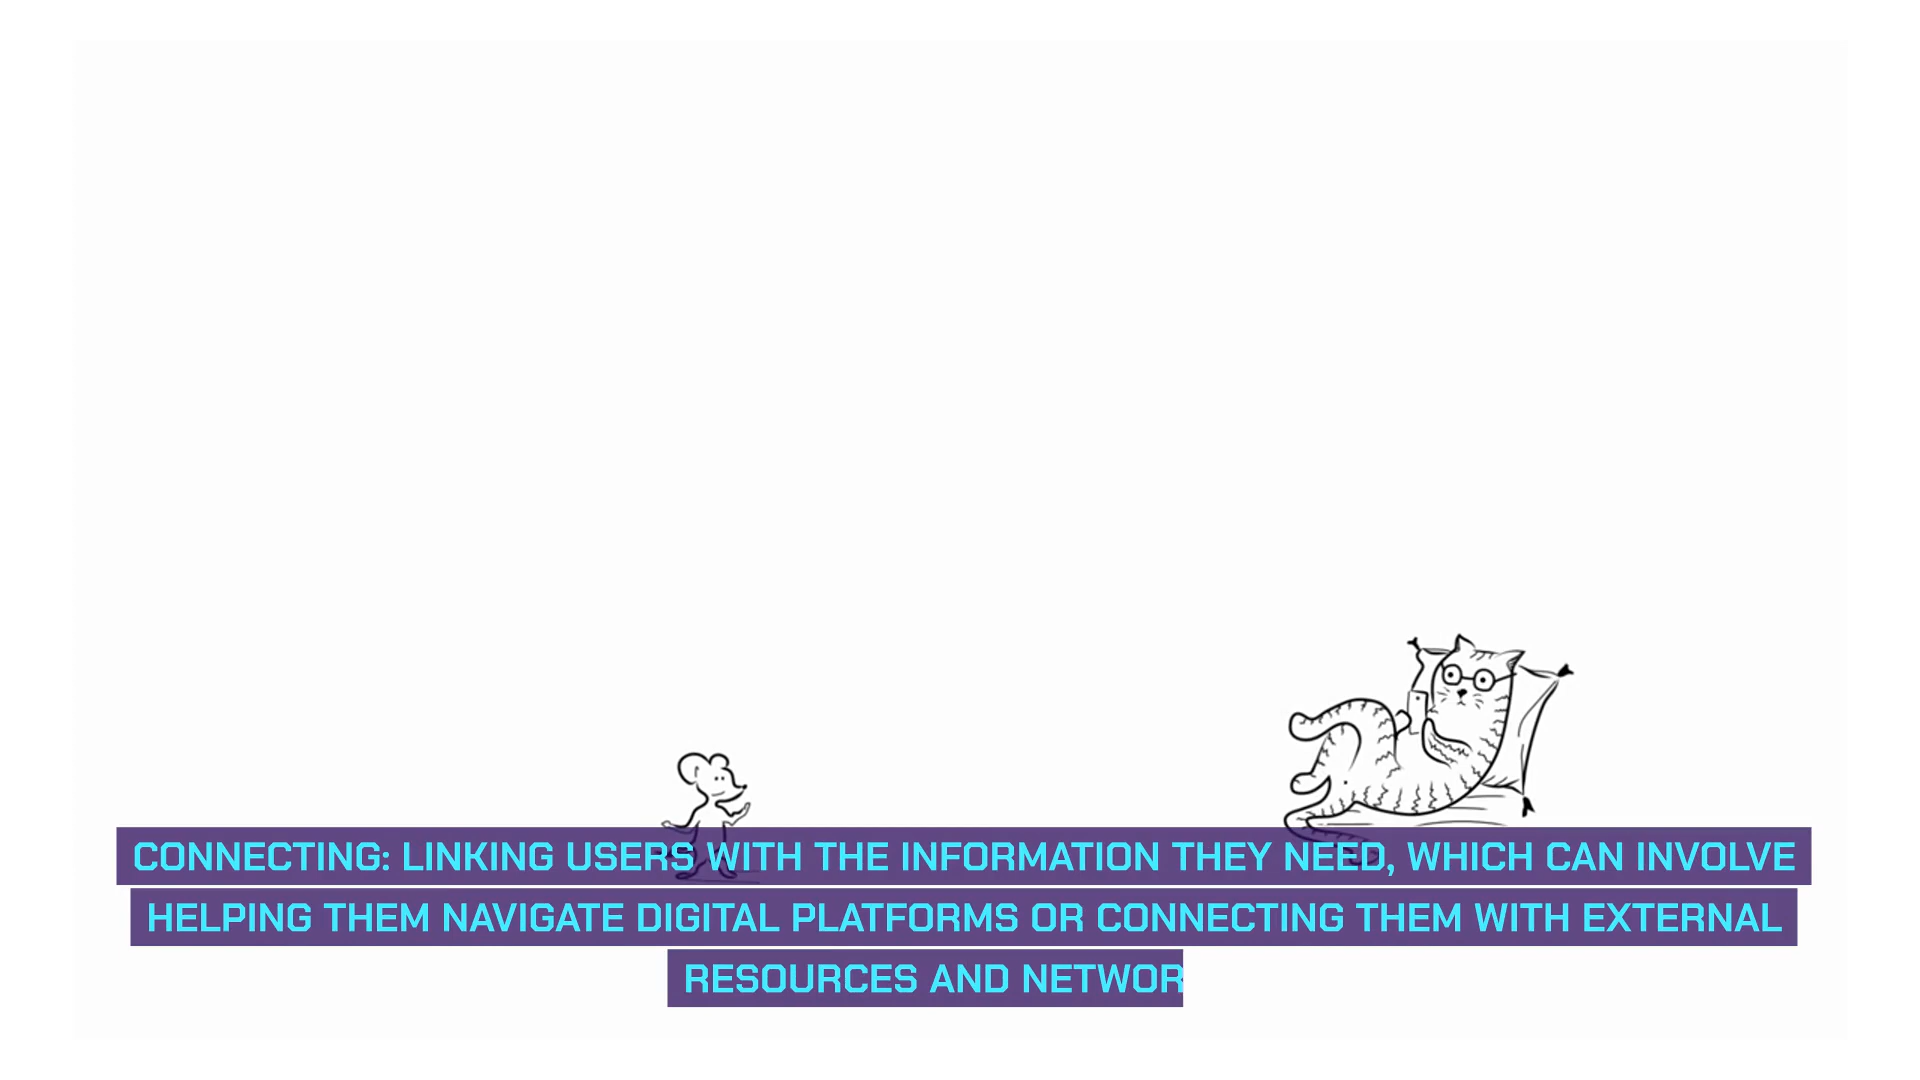 CONNECTING: LINKING USERS WITH THE INFORMATION THEY NEED, WHICH CAN INVOLVE
HELPING THEM NAVIGATE DIGITAL PLATFORMS OR CONNECTING THEM WITH EXTERNAL
RESOURCES AND NETWOR